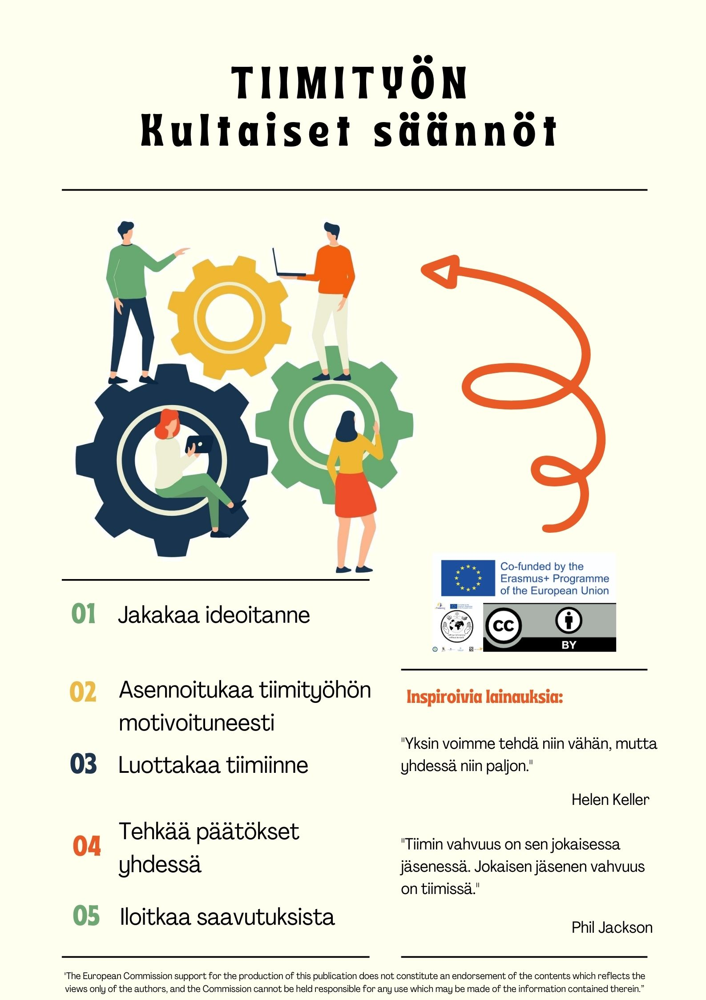 TIIMITYÖN
Kultaiset säännöt
Co-funded by the
Erasmus+ Programme
of the European Union
CC
BY
01 Jakakaa ideoitanne
02 Asennoitukaa tiimityöhön
motivoituneesti
03 Luottakaa tiimiinne
04 Tehkää päätökset
yhdessä
05 Iloitkaa saavutuksista
Inspiroivia lainauksia:
"Yksin voimme tehdä niin vähän, mutta
yhdessä niin paljon."
Helen Keller
"Tiimin vahvuus on sen jokaisessa
jäsenessä. Jokaisen jäsenen vahvuus
on tiimissä."
Phil Jackson
"The European Commission support for the production of this publication does not constitute an endorsement of the contents which reflects the
views only of the authors, and the Commission cannot be held responsible for any use which may be made of the information contained therein.”